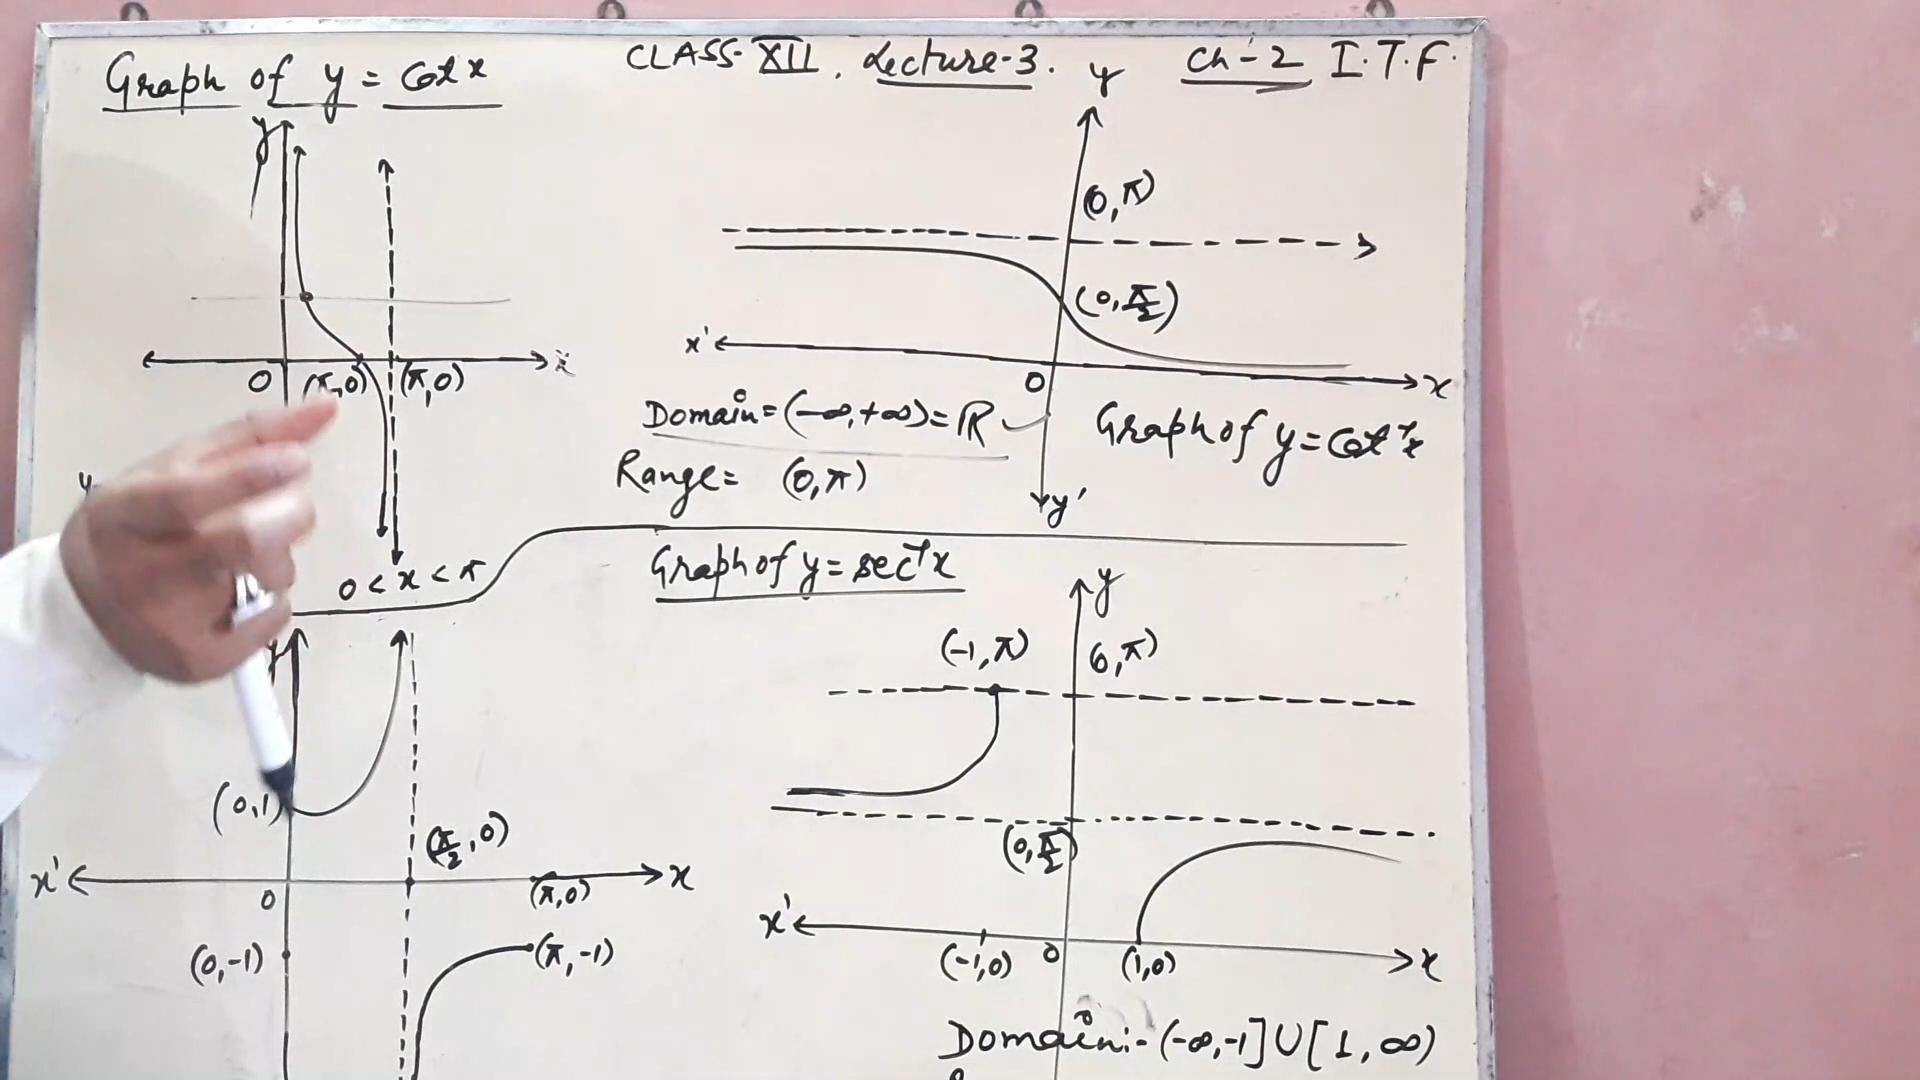 Graph of y = cot x
CLASS-XII, Lecture-3. Ch-2 I.T.F.
y
x
0
(π,0)
0 < x < π
y
(0,π)
(0,π/2)
x'
0
x
y'
Domain = (-∞,+∞) = R
Range = (0,π)
Graph of y = cot⁻¹x
Graph of y = sec⁻¹x
y
(0,1)
(π/2,0)
x'
0
(π,0)
x
(0,-1)
(π,-1)
y
(-1,π)
0,π)
(0,π/2)
x'
(-1,0)
0
(1,0)
x
Domain:- (-∞,-1]∪[1,∞)